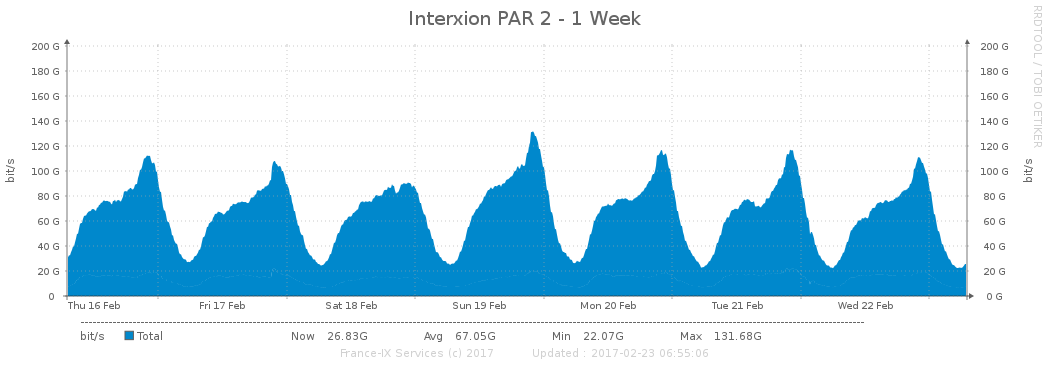 Interxion PAR 2 - 1 Week
RRDTOOL / TOBI OETIKER
200 G 200 G
180 G 180 G
160 G 160 G
140 G 140 G
120 G 120 G
100 G 100 G
80 G 80 G
60 G 60 G
40 G 40 G
20 G 20 G
0 0 G
bit/s bit/s
Thu 16 Feb Fri 17 Feb Sat 18 Feb Sun 19 Feb Mon 20 Feb Tue 21 Feb Wed 22 Feb
bit/s Total Now 26.83G Avg 67.05G Min 22.07G Max 131.68G
France-IX Services (c) 2017 Updated : 2017-02-23 06:55:06